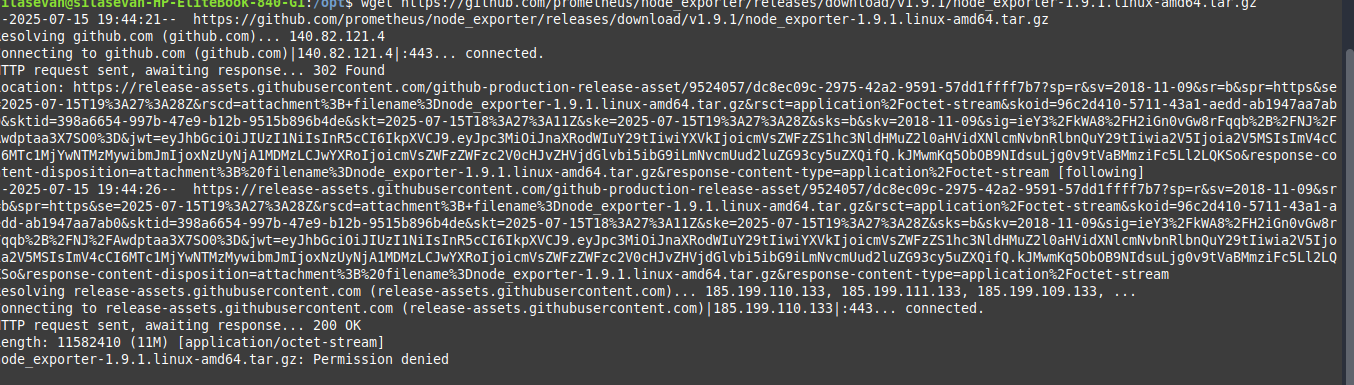 silasevan@silasevan-HP-EliteBook-840-G1:/opt$ wget https://github.com/prometheus/node_exporter/releases/download/v1.9.1/node_exporter-1.9.1.linux-amd64.tar.gz
-2025-07-15 19:44:21-- https://github.com/prometheus/node_exporter/releases/download/v1.9.1/node_exporter-1.9.1.linux-amd64.tar.gz
esolving github.com (github.com)... 140.82.121.4
onnecting to github.com (github.com)|140.82.121.4|:443... connected.
TTP request sent, awaiting response... 302 Found
ocation: https://release-assets.githubusercontent.com/github-production-release-asset/9524057/dc8ec09c-2975-42a2-9591-57dd1ffff7b7?sp=r&sv=2018-11-09&sr=b&spr=https&se
=2025-07-15T19%3A27%3A28Z&rscd=attachment%3B+filename%3Dnode_exporter-1.9.1.linux-amd64.tar.gz&rsct=application%2Foctet-stream&skoid=96c2d410-5711-43a1-aedd-ab1947aa7ab
0&sktid=398a6654-997b-47e9-b12b-9515b896b4de&skt=2025-07-15T18%3A27%3A11Z&ske=2025-07-15T19%3A27%3A28Z&sks=b&skv=2018-11-09&sig=ieY3%2FkWA8%2FH2iGn0vGw8rFqqb%2B%2FNJ%2F
Awdptaa3X7SO0%3D&jwt=eyJhbGciOiJIUzI1NiIsInR5cCI6IkpXVCJ9.eyJpc3MiOiJnaXRodWIuY29tIiwiYXVkIjoicmVsZWFzZS1hc3NldHMuZ2l0aHVidXNlcmNvbnRlbnQuY29tIiwia2V5Ijoia2V5MSIsImV4cC
I6MTc1MjYwNTMzMywibmJmIjoxNzUyNjA1MDMzLCJwYXRoIjoicmVsZWFzZWFzc2V0cHJvZHVjdGlvbi5ibG9iLmNvcmUud2luZG93cy5uZXQifQ.kJMwmKq5ObOB9NIdsuLjg0v9tVaBMmziFc5Ll2LQKSo&response-co
ntent-disposition=attachment%3B%20filename%3Dnode_exporter-1.9.1.linux-amd64.tar.gz&response-content-type=application%2Foctet-stream [following]
-2025-07-15 19:44:26-- https://release-assets.githubusercontent.com/github-production-release-asset/9524057/dc8ec09c-2975-42a2-9591-57dd1ffff7b7?sp=r&sv=2018-11-09&sr
=b&spr=https&se=2025-07-15T19%3A27%3A28Z&rscd=attachment%3B+filename%3Dnode_exporter-1.9.1.linux-amd64.tar.gz&rsct=application%2Foctet-stream&skoid=96c2d410-5711-43a1-a
edd-ab1947aa7ab0&sktid=398a6654-997b-47e9-b12b-9515b896b4de&skt=2025-07-15T18%3A27%3A11Z&ske=2025-07-15T19%3A27%3A28Z&sks=b&skv=2018-11-09&sig=ieY3%2FkWA8%2FH2iGn0vGw8r
Fqqb%2B%2FNJ%2FAwdptaa3X7SO0%3D&jwt=eyJhbGciOiJIUzI1NiIsInR5cCI6IkpXVCJ9.eyJpc3MiOiJnaXRodWIuY29tIiwiYXVkIjoicmVsZWFzZS1hc3NldHMuZ2l0aHVidXNlcmNvbnRlbnQuY29tIiwia2V5Ijo
ia2V5MSIsImV4cCI6MTc1MjYwNTMzMywibmJmIjoxNzUyNjA1MDMzLCJwYXRoIjoicmVsZWFzZWFzc2V0cHJvZHVjdGlvbi5ibG9iLmNvcmUud2luZG93cy5uZXQifQ.kJMwmKq5ObOB9NIdsuLjg0v9tVaBMmziFc5Ll2LQ
KSo&response-content-disposition=attachment%3B%20filename%3Dnode_exporter-1.9.1.linux-amd64.tar.gz&response-content-type=application%2Foctet-stream
esolving release-assets.githubusercontent.com (release-assets.githubusercontent.com)... 185.199.110.133, 185.199.111.133, 185.199.109.133, ...
onnecting to release-assets.githubusercontent.com (release-assets.githubusercontent.com)|185.199.110.133|:443... connected.
TTP request sent, awaiting response... 200 OK
ength: 11582410 (11M) [application/octet-stream]
ode_exporter-1.9.1.linux-amd64.tar.gz: Permission denied